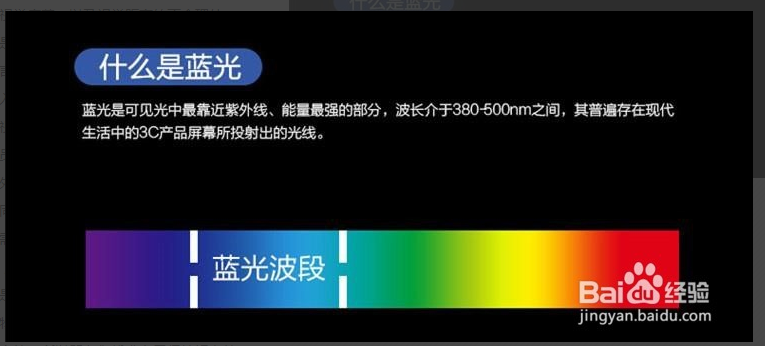 什么是蓝光
蓝光是可见光中最靠近紫外线、能量最强的部分，波长介于380-500nm之间，其普遍存在现代
生活中的3C产品屏幕所投射出的光线。
蓝光波段
Bai du 经验
jingyan.baidu.com